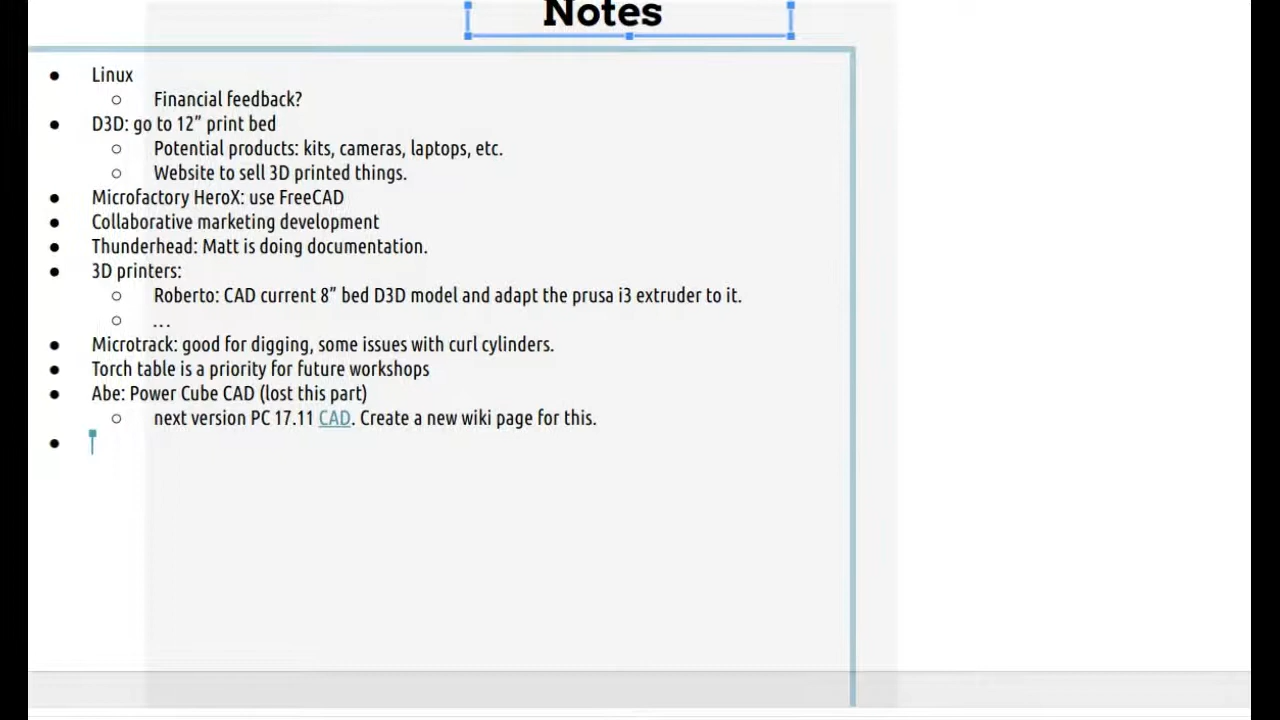 Notes
● Linux
○ Financial feedback?
● D3D: go to 12” print bed
○ Potential products: kits, cameras, laptops, etc.
○ Website to sell 3D printed things.
● Microfactory HeroX: use FreeCAD
● Collaborative marketing development
● Thunderhead: Matt is doing documentation.
● 3D printers:
○ Roberto: CAD current 8” bed D3D model and adapt the prusa i3 extruder to it.
○ …
● Microtrack: good for digging, some issues with curl cylinders.
● Torch table is a priority for future workshops
● Abe: Power Cube CAD (lost this part)
○ next version PC 17.11 CAD. Create a new wiki page for this.
●